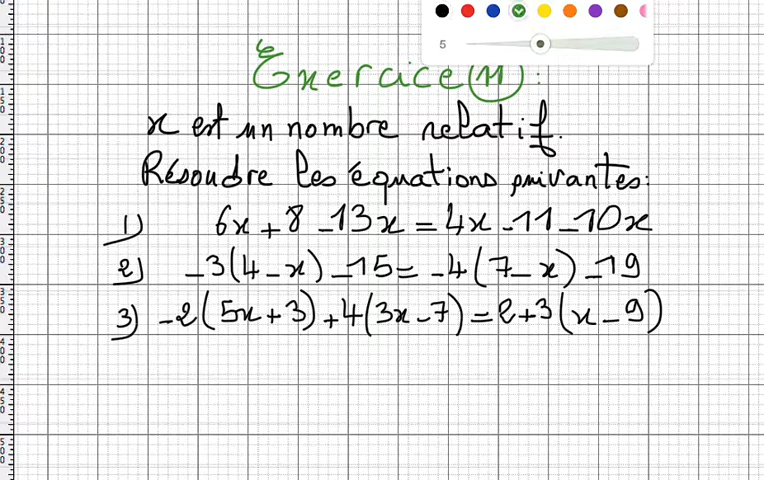 5
Exercice 11 :
x est un nombre relatif.
Résoudre les équations suivantes:
1) 6x + 8 - 13x = 4x - 11 - 10x
2) -3(4 - x) - 15 = -4(7 - x) - 19
3) -2(5x + 3) + 4(3x - 7) = 2 + 3(x - 9)